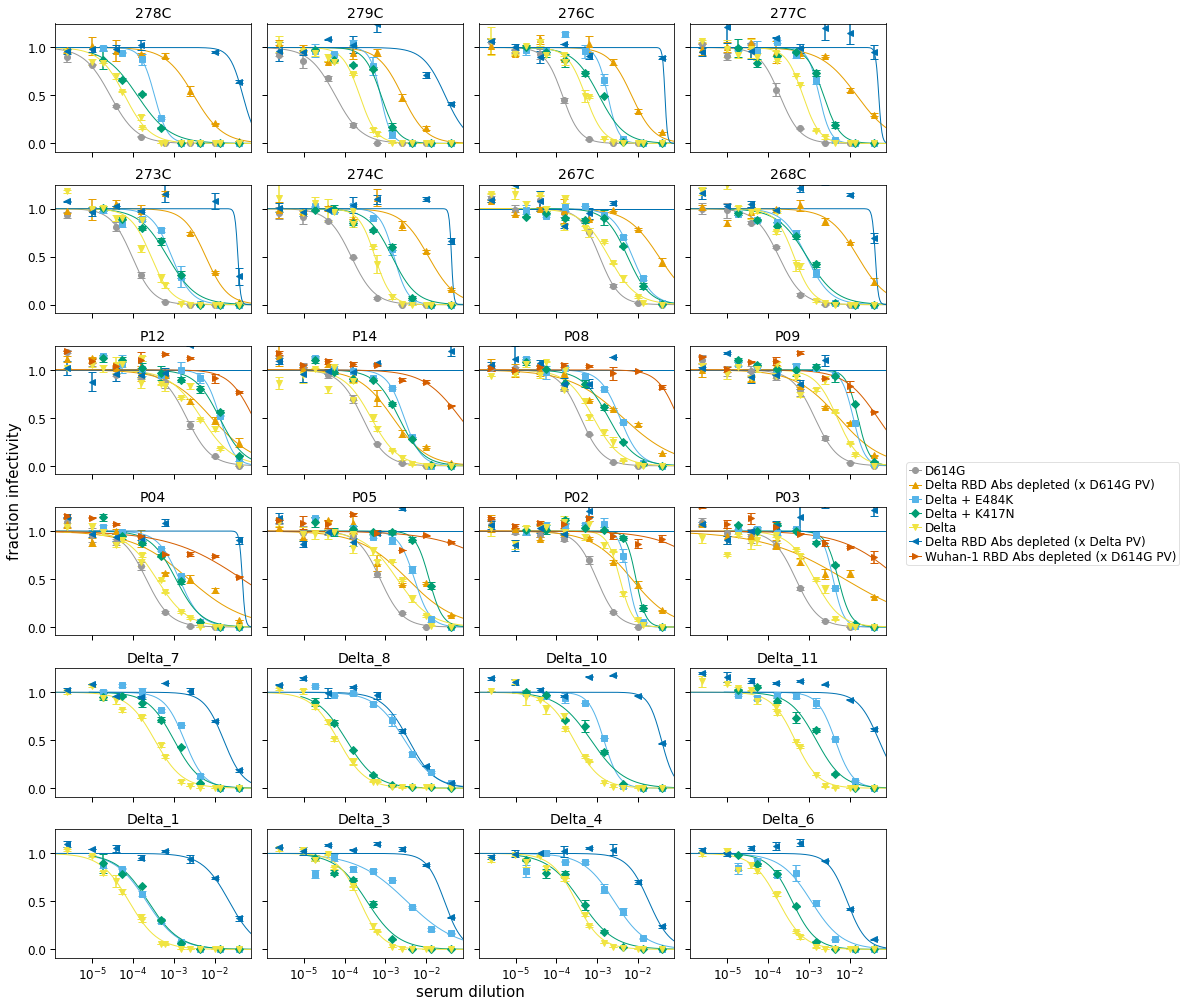 278C 279C 276C 277C
1.0
0.5
0.0
273C 274C 267C 268C
1.0
0.5
0.0
P12 P14 P08 P09
1.0
0.5
0.0
P04 P05 P02 P03
1.0
0.5
0.0
Delta_7 Delta_8 Delta_10 Delta_11
1.0
0.5
0.0
Delta_1 Delta_3 Delta_4 Delta_6
1.0
0.5
0.0
10⁻⁵ 10⁻⁴ 10⁻³ 10⁻² 10⁻⁵ 10⁻⁴ 10⁻³ 10⁻² 10⁻⁵ 10⁻⁴ 10⁻³ 10⁻² 10⁻⁵ 10⁻⁴ 10⁻³ 10⁻²
serum dilution
fraction infectivity
D614G
Delta RBD Abs depleted (x D614G PV)
Delta + E484K
Delta + K417N
Delta
Delta RBD Abs depleted (x Delta PV)
Wuhan-1 RBD Abs depleted (x D614G PV)